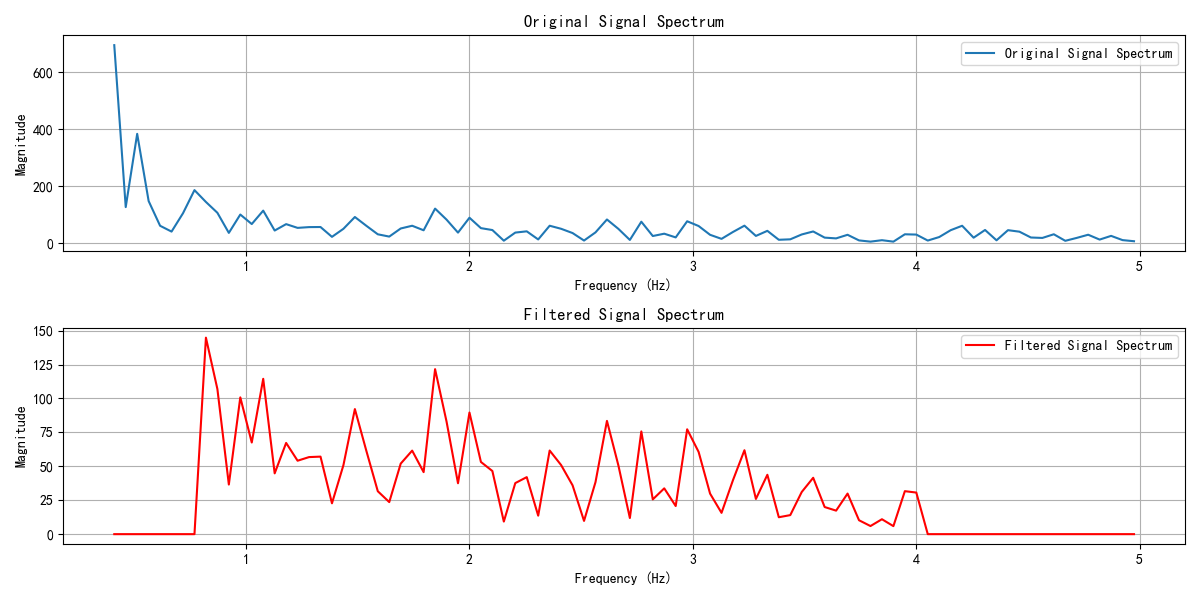 Original Signal Spectrum
Original Signal Spectrum
Magnitude
600
400
200
0
1 2 3 4 5
Frequency (Hz)
Filtered Signal Spectrum
Filtered Signal Spectrum
Magnitude
150
125
100
75
50
25
0
1 2 3 4 5
Frequency (Hz)